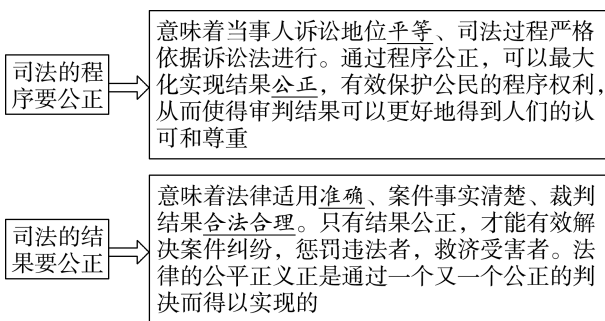 司法的程
序要公正
意味着当事人诉讼地位平等、司法过程严格
依据诉讼法进行。通过程序公正，可以最大
化实现结果公正，有效保护公民的程序权利，
从而使得审判结果可以更好地得到人们的认
可和尊重
司法的结
果要公正
意味着法律适用准确、案件事实清楚、裁判
结果合法合理。只有结果公正，才能有效解
决案件纠纷，惩罚违法者，救济受害者。法
律的公平正义正是通过一个又一个公正的判
决而得以实现的